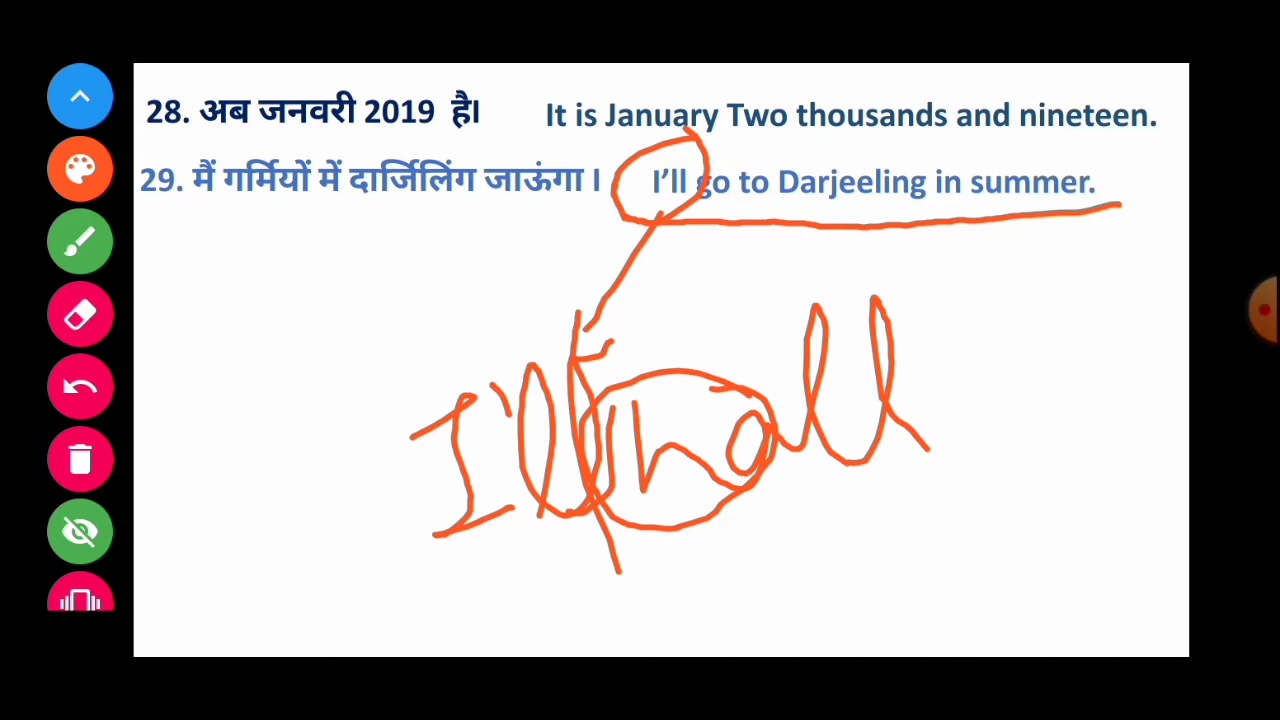 28. अब जनवरी 2019 है। It is January Two thousands and nineteen.
29. मैं गर्मियों में दार्जिलिंग जाऊंगा । I'll go to Darjeeling in summer.
I'll